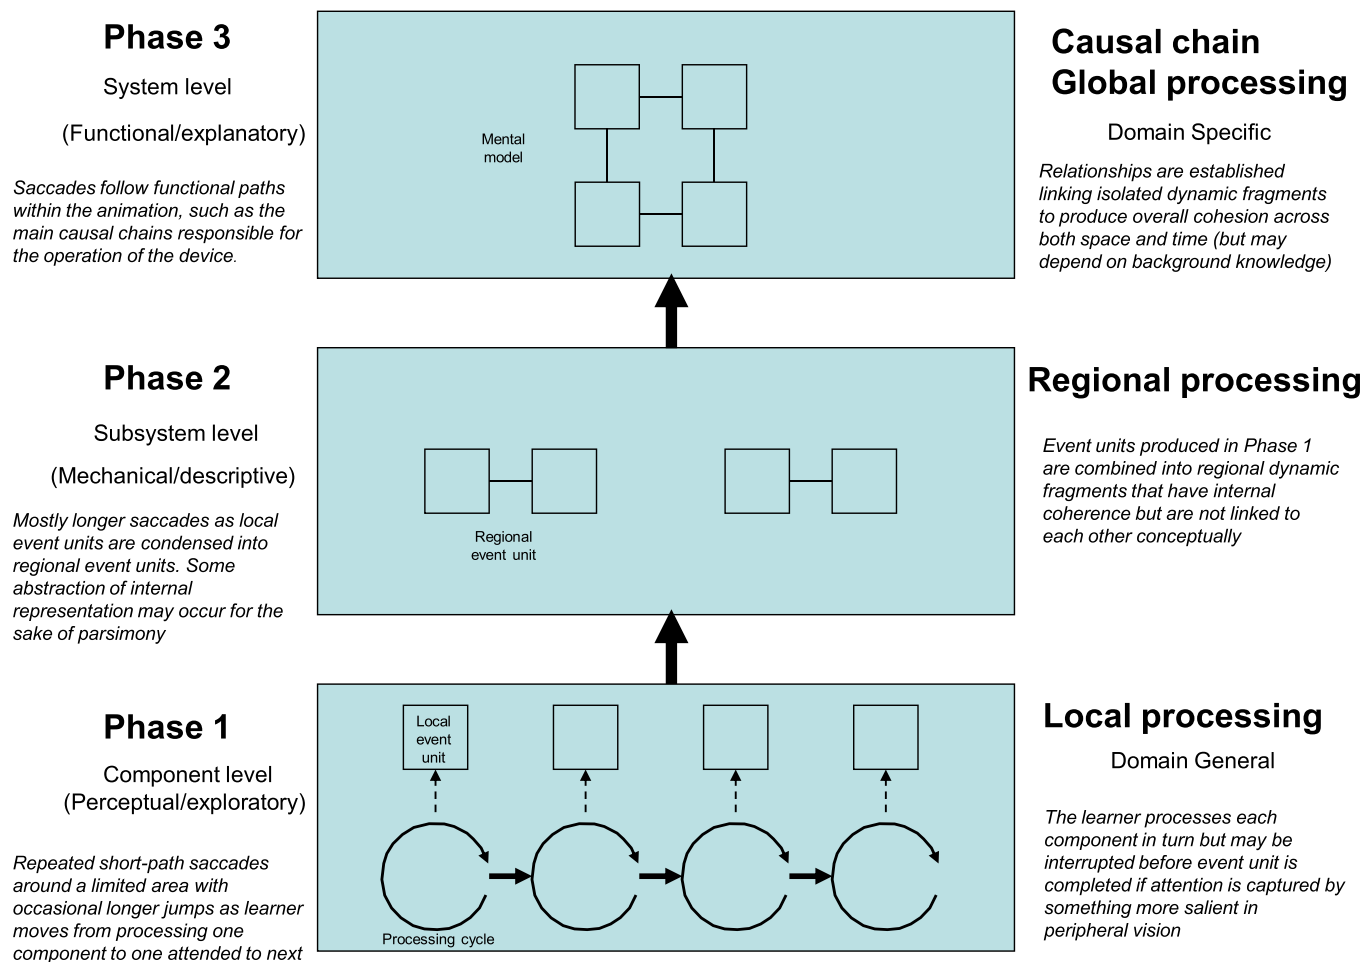 Phase 3
System level
(Functional/explanatory)
Saccades follow functional paths
within the animation, such as the
main causal chains responsible for
the operation of the device.
Mental
model
Causal chain
Global processing
Domain Specific
Relationships are established
linking isolated dynamic fragments
to produce overall cohesion across
both space and time (but may
depend on background knowledge)
Phase 2
Subsystem level
(Mechanical/descriptive)
Mostly longer saccades as local
event units are condensed into
regional event units. Some
abstraction of internal
representation may occur for the
sake of parsimony
Regional
event unit
Regional processing
Event units produced in Phase 1
are combined into regional dynamic
fragments that have internal
coherence but are not linked to
each other conceptually
Phase 1
Component level
(Perceptual/exploratory)
Repeated short-path saccades
around a limited area with
occasional longer jumps as learner
moves from processing one
component to one attended to next
Local
event
unit
Processing cycle
Local processing
Domain General
The learner processes each
component in turn but may be
interrupted before event unit is
completed if attention is captured by
something more salient in
peripheral vision